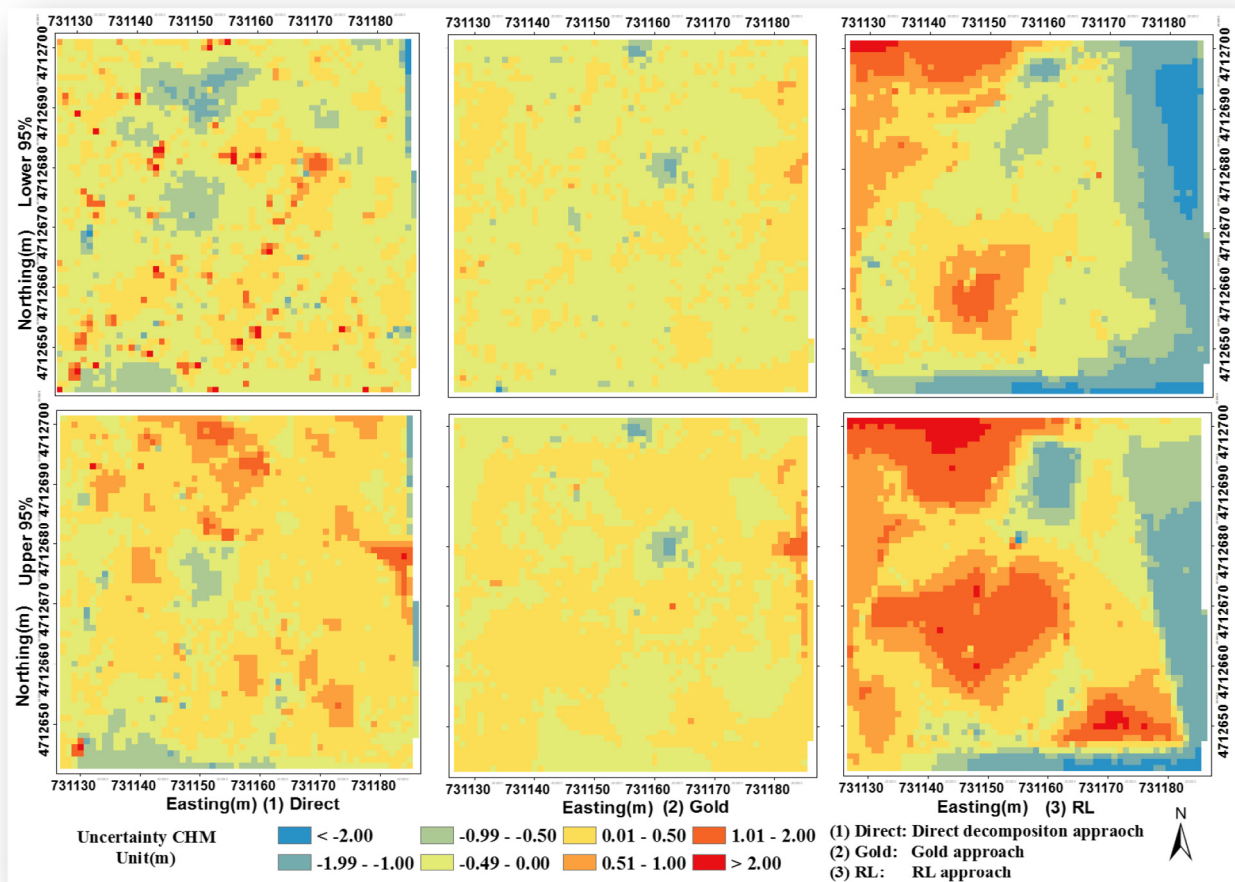 731130 731140 731150 731160 731170 731180 731130 731140 731150 731160 731170 731180 731130 731140 731150 731160 731170 731180
Northing(m) Lower 95%
4712650 4712660 4712670 4712680 4712690 4712700
4712650 4712660 4712670 4712680 4712690 4712700
Northing(m) Upper 95%
4712650 4712660 4712670 4712680 4712690 4712700
4712650 4712660 4712670 4712680 4712690 4712700
731130 731140 731150 731160 731170 731180 731130 731140 731150 731160 731170 731180 731130 731140 731150 731160 731170 731180
Easting(m) (1) Direct Easting(m) (2) Gold Easting(m) (3) RL
Uncertainty CHM
Unit(m)
< -2.00 -0.99 - -0.50 0.01 - 0.50 1.01 - 2.00
-1.99 - -1.00 -0.49 - 0.00 0.51 - 1.00 > 2.00
(1) Direct: Direct decompositon appraoch
(2) Gold: Gold approach
(3) RL: RL approach
N